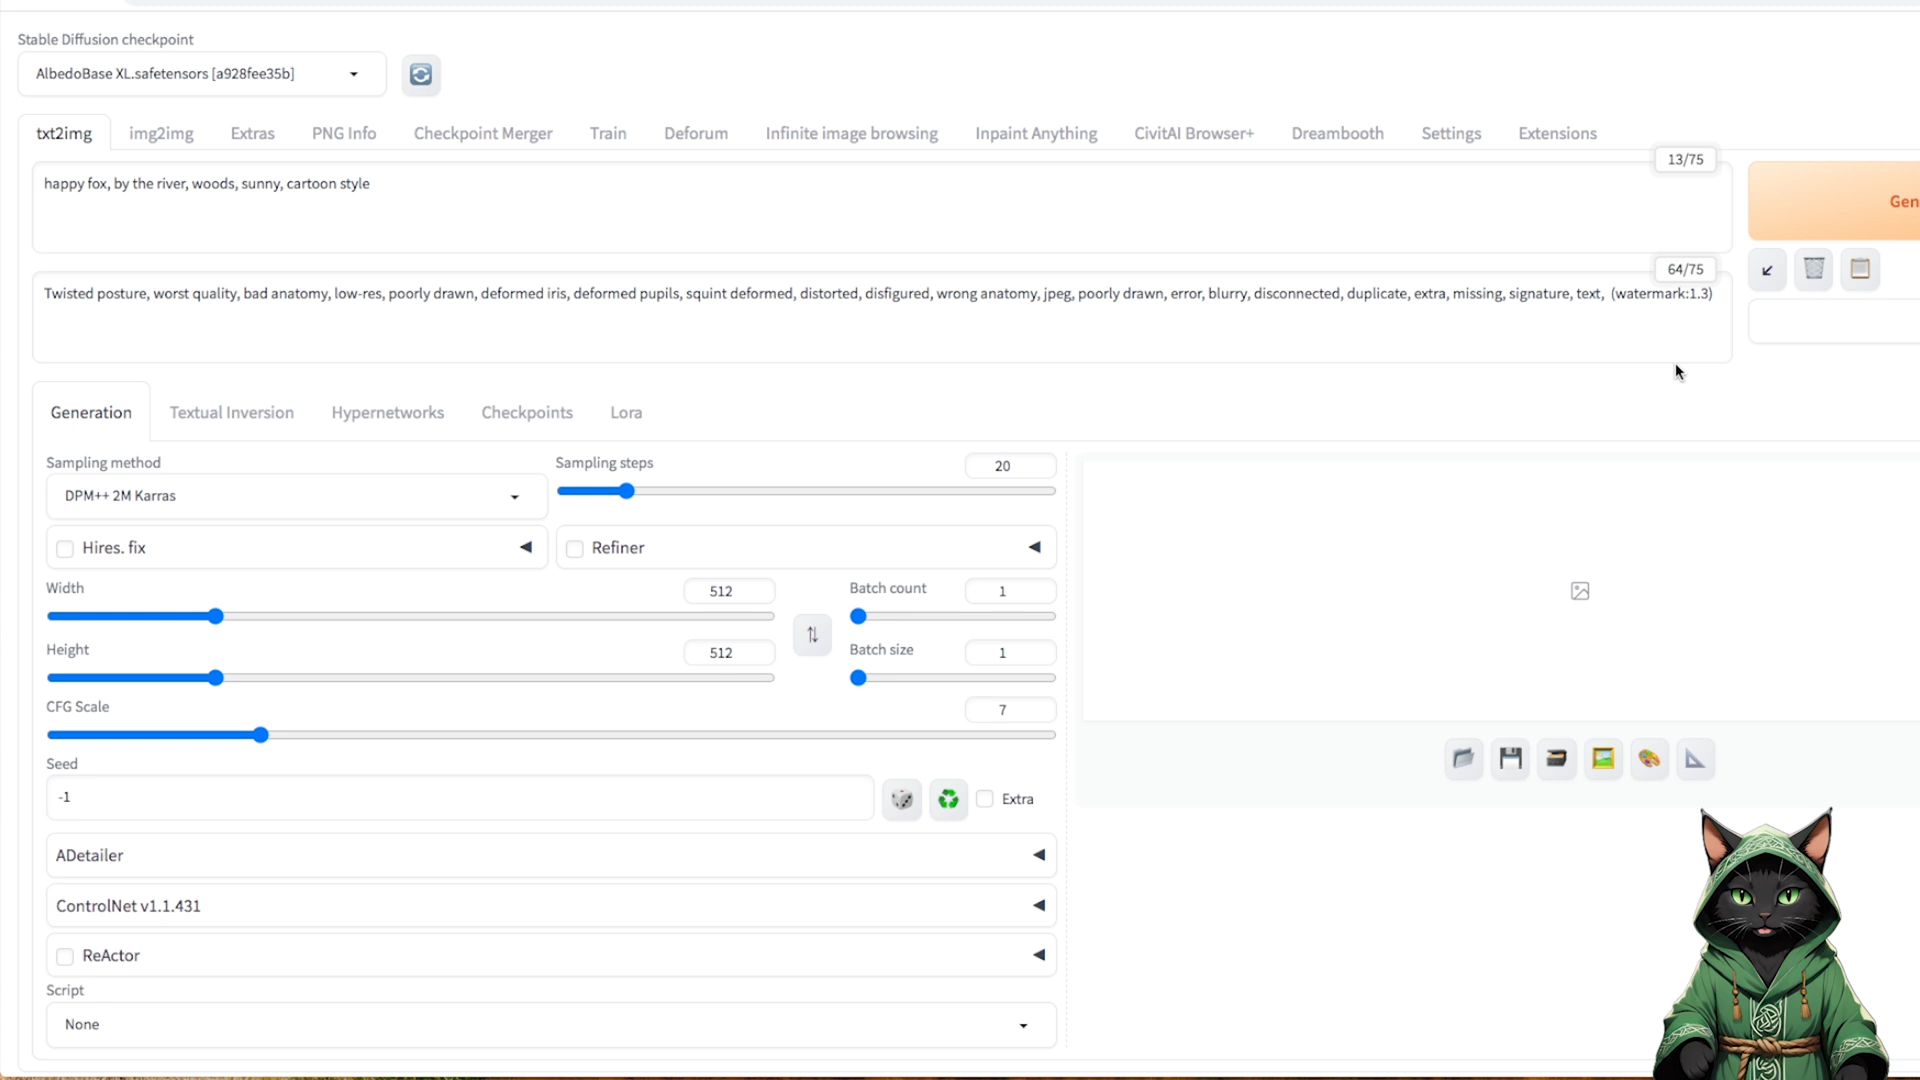 Stable Diffusion checkpoint
AlbedoBase XL.safetensors [a928fee35b]
txt2img img2img Extras PNG Info Checkpoint Merger Train Deforum Infinite image browsing Inpaint Anything CivitAI Browser+ Dreambooth Settings Extensions
13/75
happy fox, by the river, woods, sunny, cartoon style
Gen
64/75
Twisted posture, worst quality, bad anatomy, low-res, poorly drawn, deformed iris, deformed pupils, squint deformed, distorted, disfigured, wrong anatomy, jpeg, poorly drawn, error, blurry, disconnected, duplicate, extra, missing, signature, text, (watermark:1.3)
Generation Textual Inversion Hypernetworks Checkpoints Lora
Sampling method
DPM++ 2M Karras
Sampling steps
20
Hires. fix
Refiner
Width
512
Batch count
1
Height
512
Batch size
1
CFG Scale
7
Seed
-1
Extra
ADetailer
ControlNet v1.1.431
ReActor
Script
None